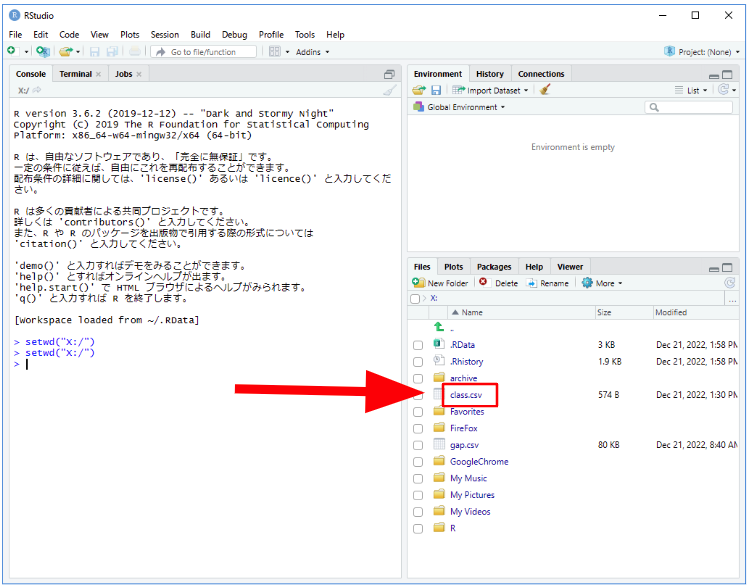 RStudio
File Edit Code View Plots Session Build Debug Profile Tools Help
Go to file/function Addins Project: (None)
Console Terminal Jobs
X:/
R version 3.6.2 (2019-12-12) -- "Dark and Stormy Night"
Copyright (C) 2019 The R Foundation for Statistical Computing
Platform: x86_64-w64-mingw32/x64 (64-bit)
R は、自由なソフトウェアであり、「完全に無保証」です。
一定の条件に従えば、自由にこれを再配布することができます。
配布条件の詳細に関しては、'license()' あるいは 'licence()' と入力してくだ
さい。
R は多くの貢献者による共同プロジェクトです。
詳しくは 'contributors()' と入力してください。
また、R や R のパッケージを出版物で引用する際の形式については
'citation()' と入力してください。
'demo()' と入力すればデモをみることができます。
'help()' とすればオンラインヘルプが出ます。
'help.start()' で HTML ブラウザによるヘルプがみられます。
'q()' と入力すれば R を終了します。
[Workspace loaded from ~/.RData]
> setwd("X:/")
> setwd("X:/")
>
Environment History Connections
Import Dataset List
Global Environment
Environment is empty
Files Plots Packages Help Viewer
New Folder Delete Rename More
X: ...
Name Size Modified
..
.RData 3 KB Dec 21, 2022, 1:58 PM
.Rhistory 1.9 KB Dec 21, 2022, 1:58 PM
archive
class.csv 574 B Dec 21, 2022, 1:30 PM
Favorites
FireFox
gap.csv 80 KB Dec 21, 2022, 8:40 AM
GoogleChrome
My Music
My Pictures
My Videos
R